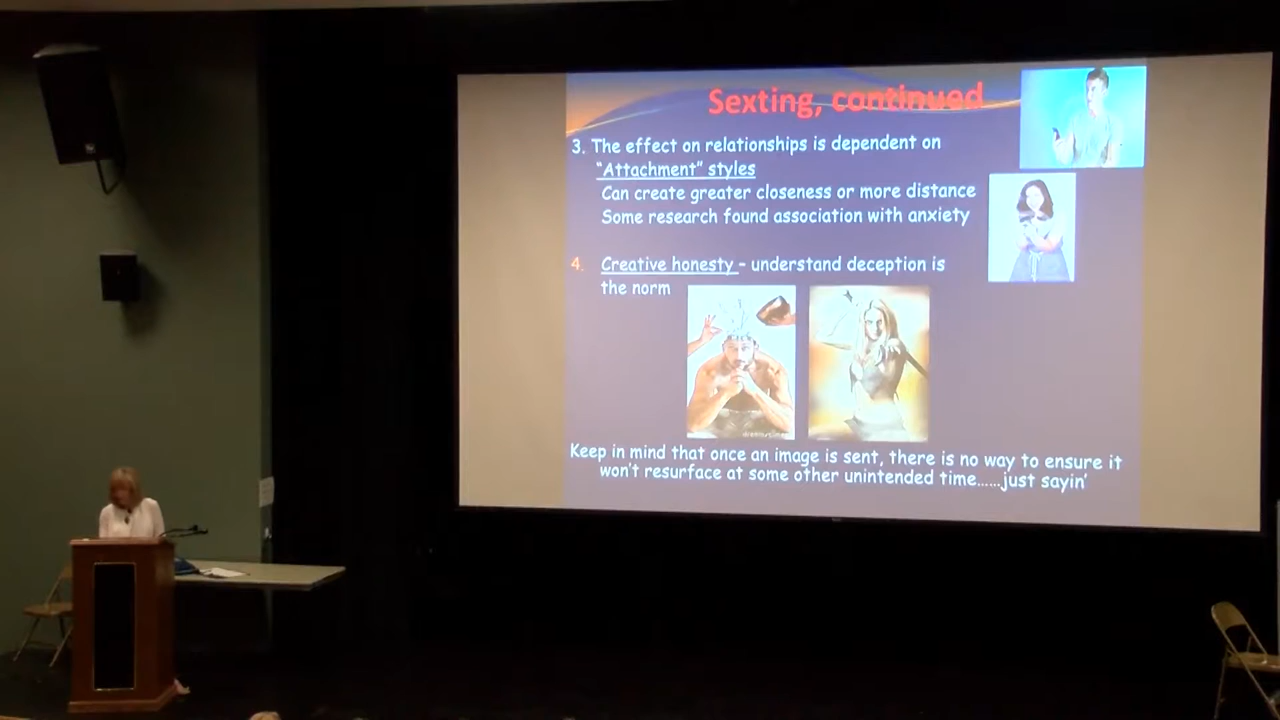 Sexting, continued
3. The effect on relationships is dependent on
"Attachment" styles
Can create greater closeness or more distance
Some research found association with anxiety
4. Creative honesty – understand deception is
the norm
Keep in mind that once an image is sent, there is no way to ensure it
won't resurface at some other unintended time......just sayin'